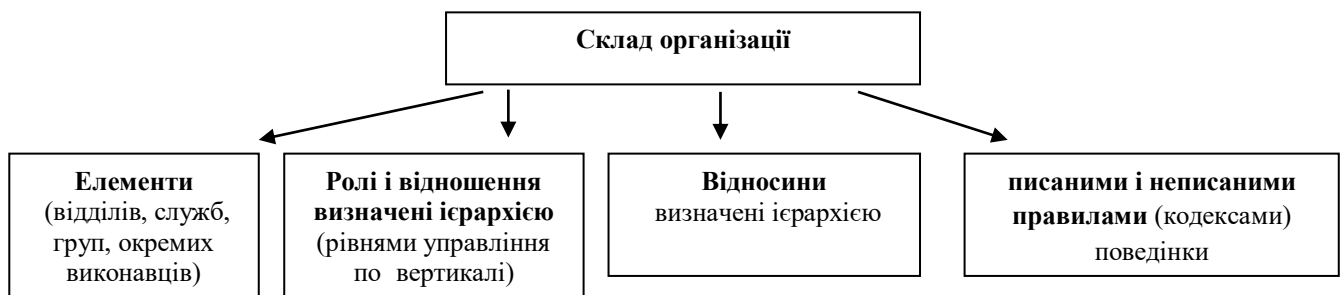 Склад організації
Елементи
(відділів, служб,
груп, окремих
виконавців)
Ролі і відношення
визначені ієрархією
(рівнями управління
по вертикалі)
Відносини
визначені ієрархією
писаними і неписаними
правилами (кодексами)
поведінки